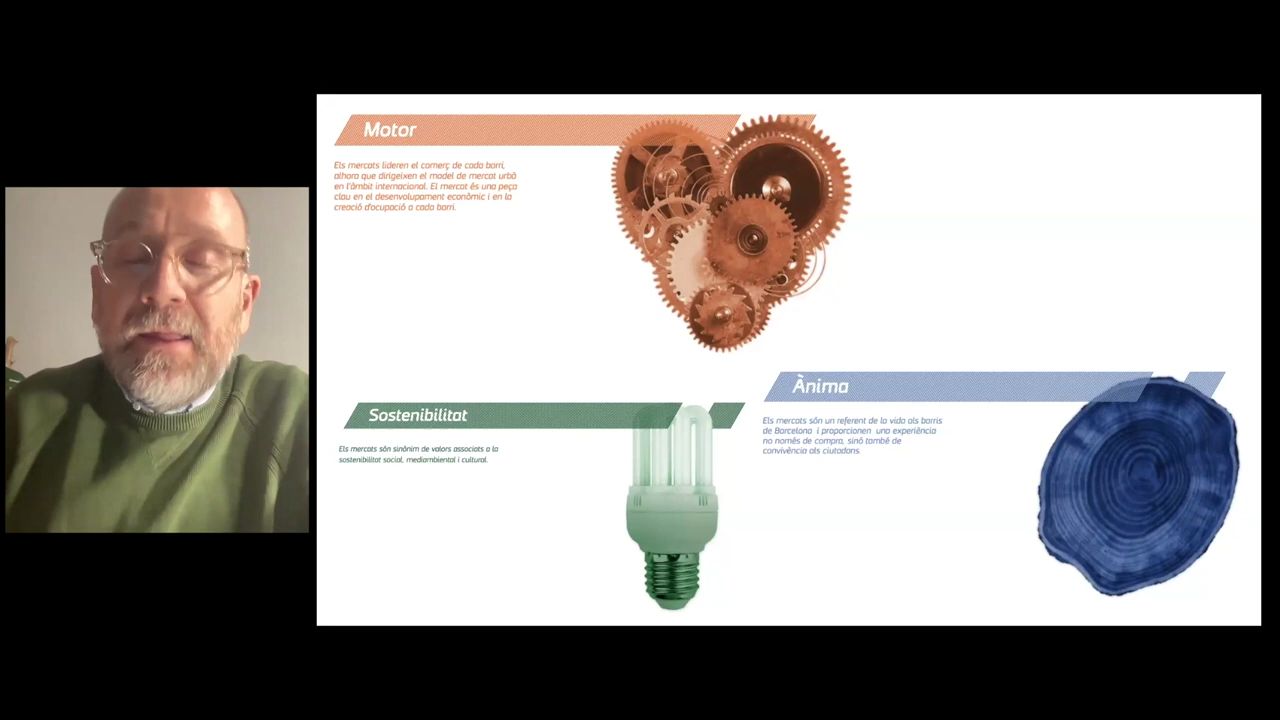 Motor
Els mercats lideren el comerç de cada barri,
alhora que dirigeixen el model de mercat urbà
en l'àmbit internacional. El mercat és una peça
clau en el desenvolupament econòmic i en la
creació d'ocupació a cada barri.
Sostenibilitat
Els mercats són sinònim de valors associats a la
sostenibilitat social, mediambiental i cultural.
Ànima
Els mercats són un referent de la vida als barris
de Barcelona i proporcionen una experiència
no només de compra, sinó també de
convivència als ciutadans.